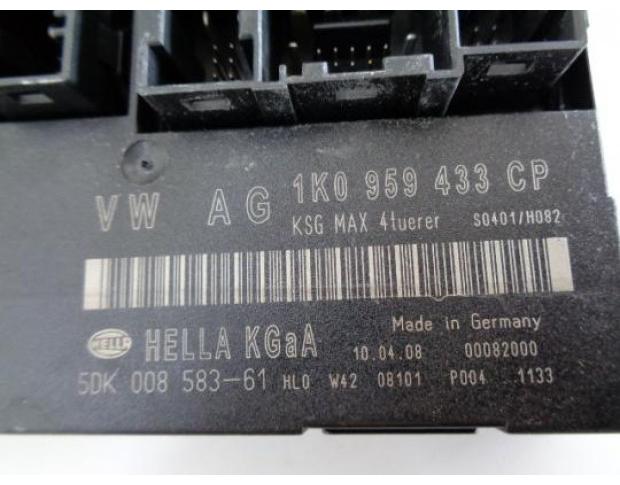 VW AG 1K0 959 433 CP
KSG MAX 4tuerer S0401/H082
HELLA
HELLA KGaA
Made in Germany
10.04.08 00082000
5DK 008 583-61 HL0 W42 08101 P004 1133